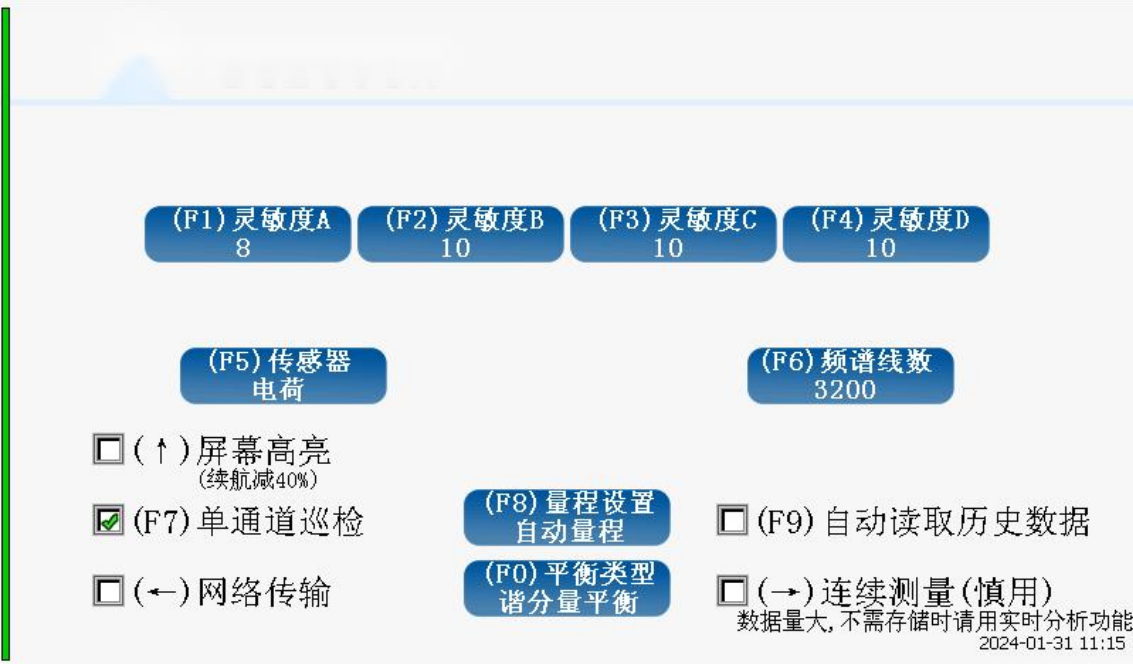 (F1)灵敏度A
8
(F2)灵敏度B
10
(F3)灵敏度C
10
(F4)灵敏度D
10
(F5)传感器
电荷
(F6)频谱线数
3200
(↑)屏幕高亮
(续航减40%)
(F7)单通道巡检
(F8)量程设置
自动量程
(F9)自动读取历史数据
(←)网络传输
(F0)平衡类型
谐分量平衡
(→)连续测量(慎用)
数据量大,不需存储时请用实时分析功能
2024-01-31 11:15